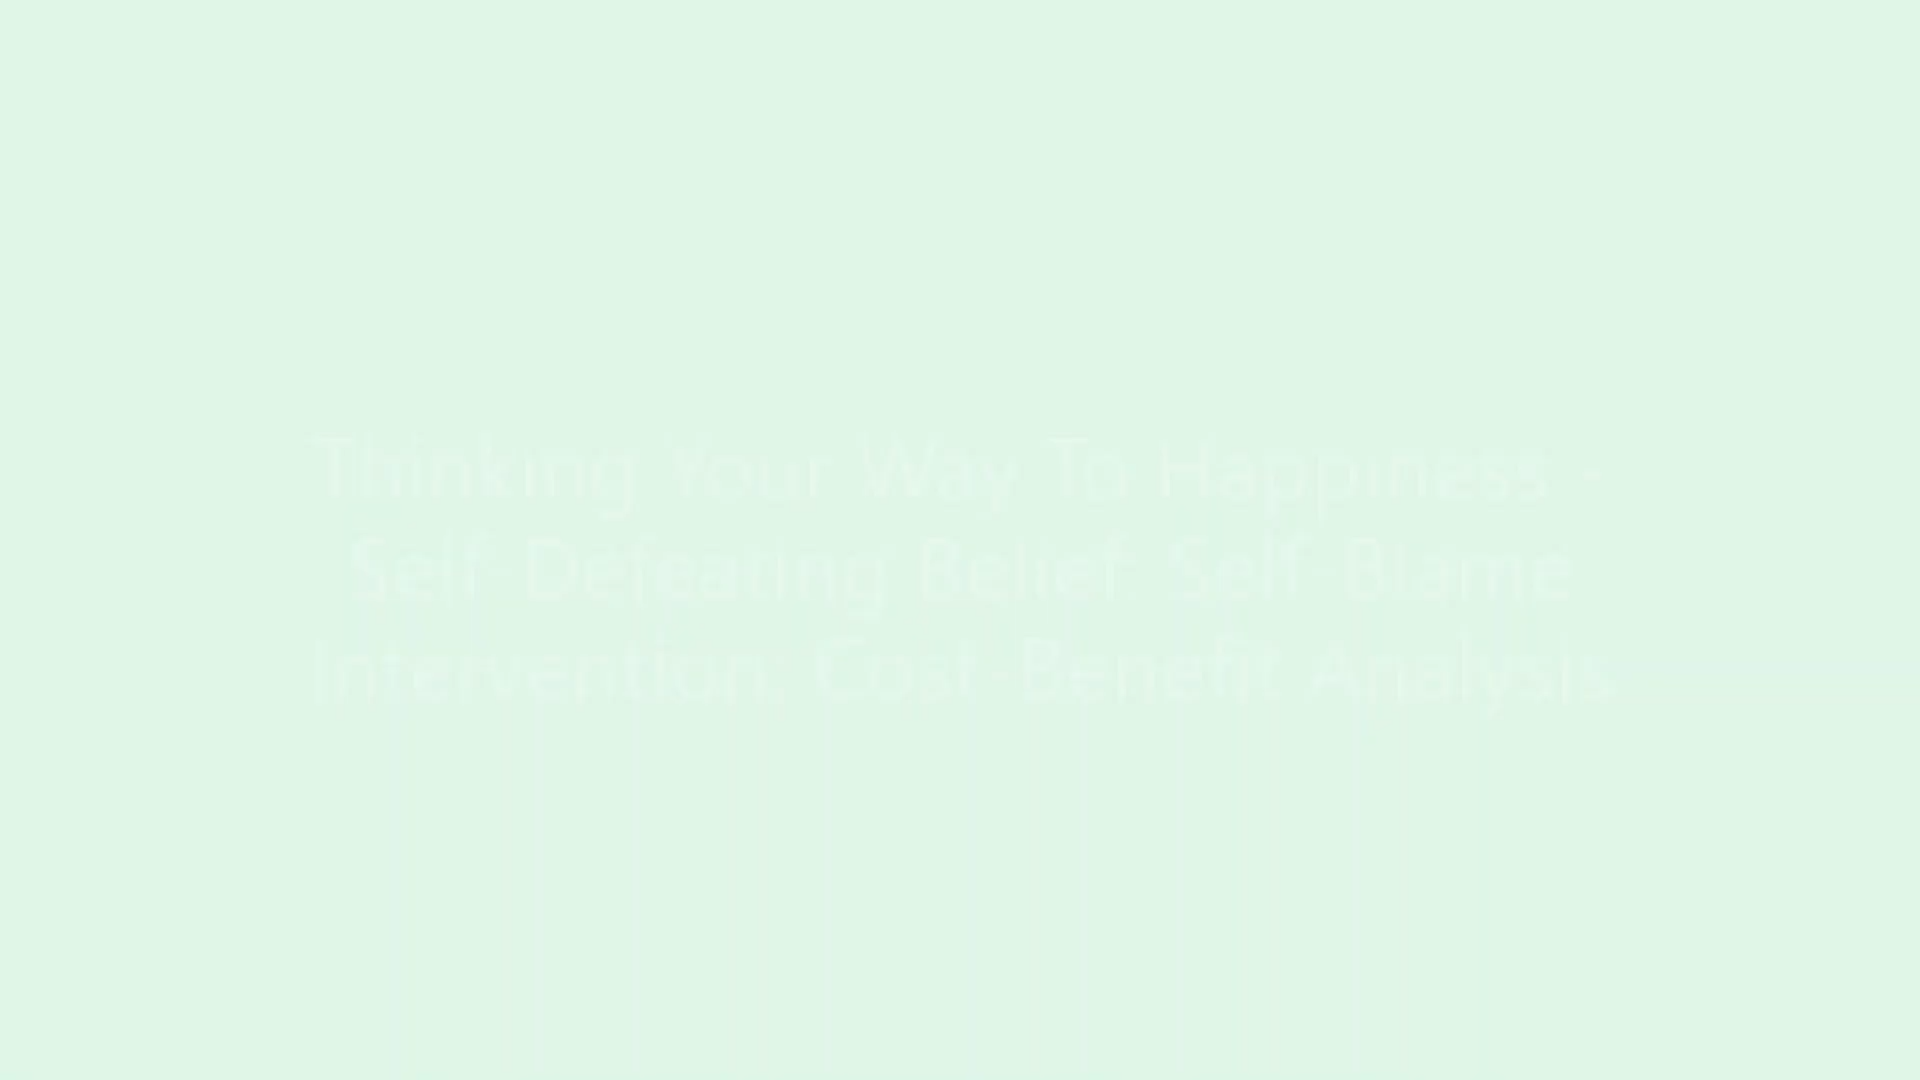 Thinking Your Way To Happiness -
Self-Defeating Belief: Self-Blame
Intervention: Cost-Benefit Analysis